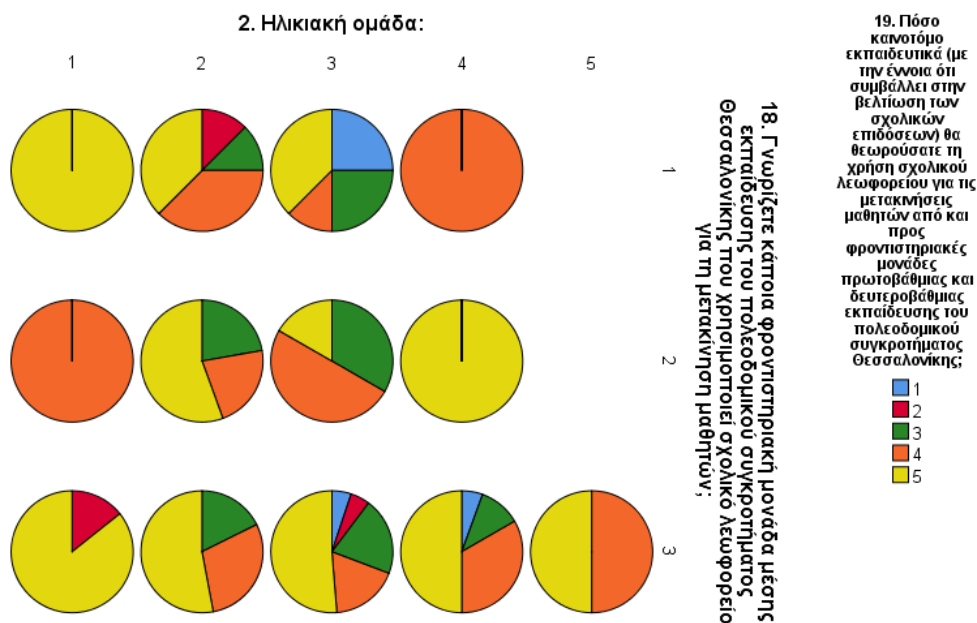 2. Ηλικιακή ομάδα:
1 2 3 4 5
1
2
3
18. Γνωρίζετε κάποια φροντιστηριακή μονάδα μέσης
εκπαίδευσης του πολεοδομικού συγκροτήματος
Θεσσαλονίκης που χρησιμοποιεί σχολικό λεωφορείο
για τη μετακίνηση μαθητών;
19. Πόσο
καινοτόμο
εκπαιδευτικά (με
την έννοια ότι
συμβάλλει στην
βελτίωση των
σχολικών
επιδόσεων) θα
θεωρούσατε τη
χρήση σχολικού
λεωφορείου για τις
μετακινήσεις
μαθητών από και
προς
φροντιστηριακές
μονάδες
πρωτοβάθμιας και
δευτεροβάθμιας
εκπαίδευσης του
πολεοδομικού
συγκροτήματος
Θεσσαλονίκης;
1
2
3
4
5